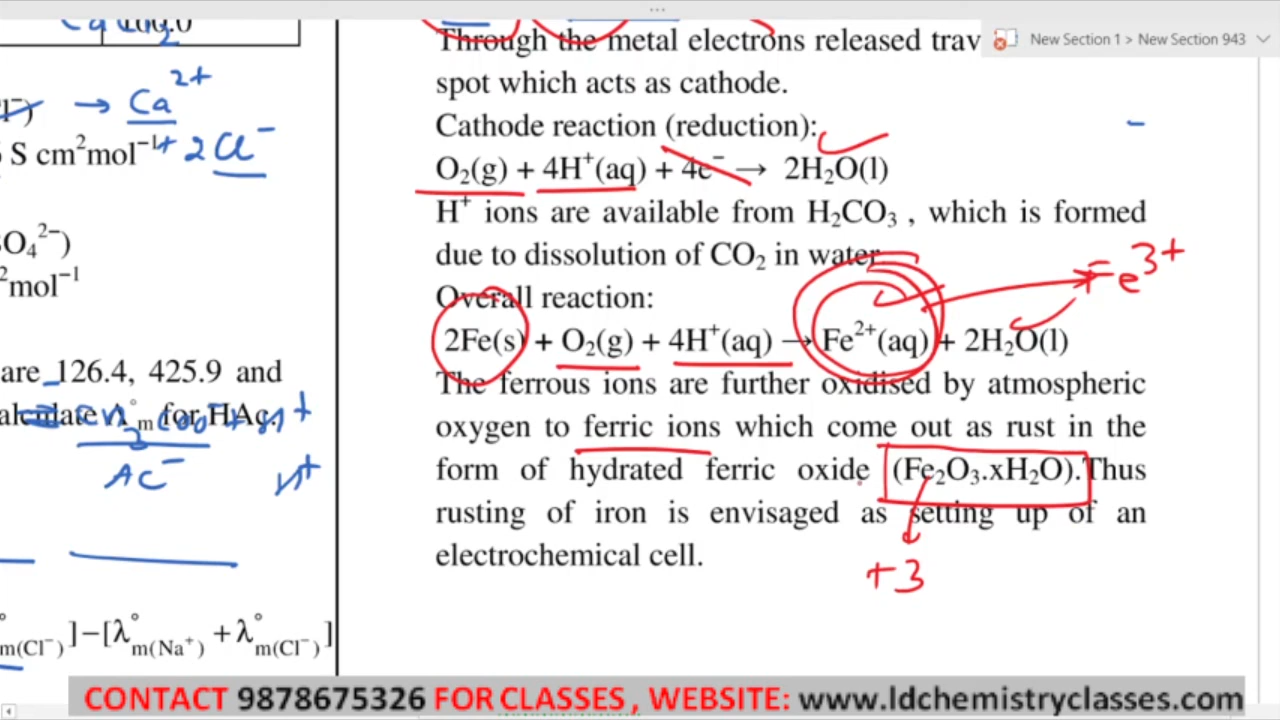 100.0
→ Ca²⁺
S cm²mol⁻¹ + 2Cl⁻
O₄²⁻)
²mol⁻¹
are 126.4, 425.9 and
Λ°m for HAc.
AC⁻ H⁺
m(Cl⁻)]−[λ°m(Na⁺) + λ°m(Cl⁻)]
Through the metal electrons released
spot which acts as cathode.
Cathode reaction (reduction):
O₂(g) + 4H⁺(aq) + 4e⁻ → 2H₂O(l)
H⁺ ions are available from H₂CO₃ , which is formed
due to dissolution of CO₂ in water.
Fe³⁺
Overall reaction:
2Fe(s) + O₂(g) + 4H⁺(aq) → Fe²⁺(aq) + 2H₂O(l)
The ferrous ions are further oxidised by atmospheric
oxygen to ferric ions which come out as rust in the
form of hydrated ferric oxide (Fe₂O₃.xH₂O).Thus
rusting of iron is envisaged as setting up of an
electrochemical cell.
+3
New Section 1 > New Section 943
CONTACT 9878675326 FOR CLASSES , WEBSITE: www.ldchemistryclasses.com